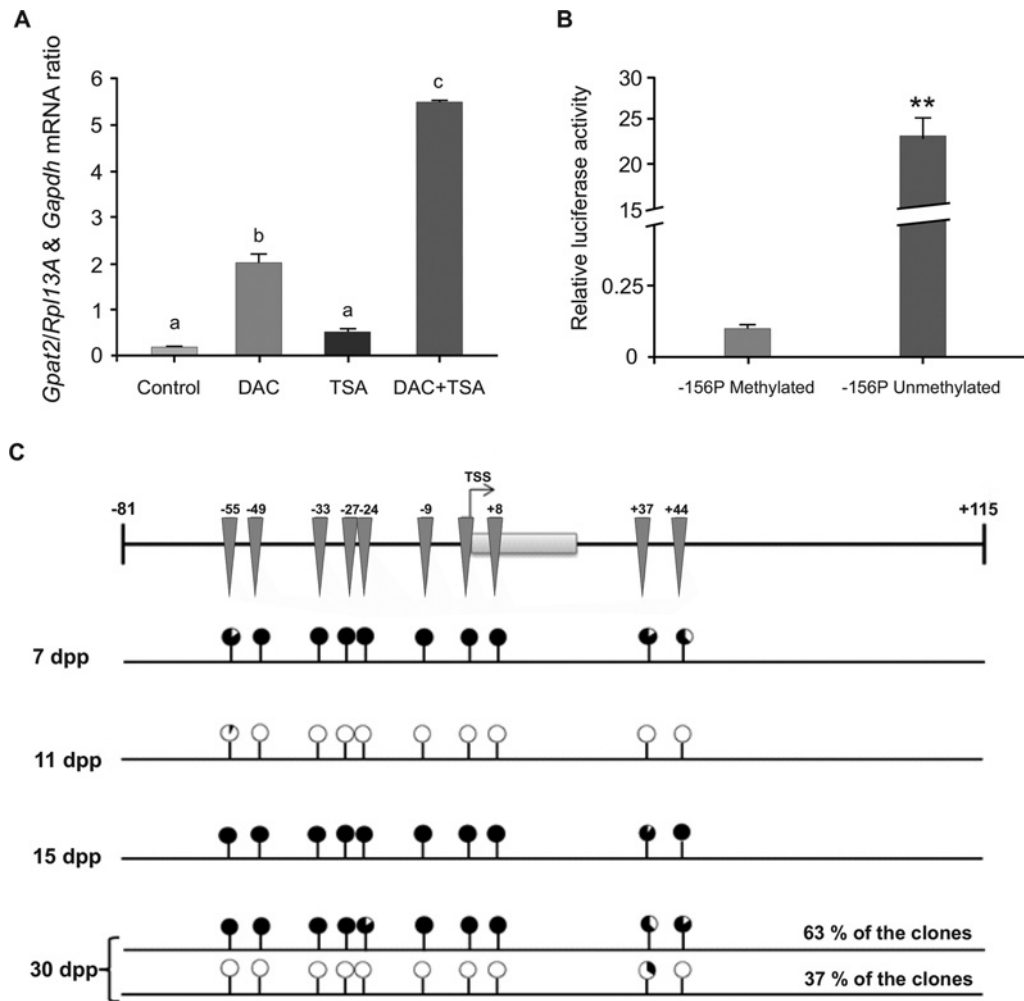 A
Gpat2/Rpl13A & Gapdh mRNA ratio
6
5
4
3
2
1
0
a
b
a
c
Control DAC TSA DAC+TSA
B
Relative luciferase activity
30
25
20
15
0.25
0
**
-156P Methylated -156P Unmethylated
C
TSS
-81 -55 -49 -33 -27 -24 -9 +8 +37 +44 +115
7 dpp
11 dpp
15 dpp
63 % of the clones
30 dpp
37 % of the clones